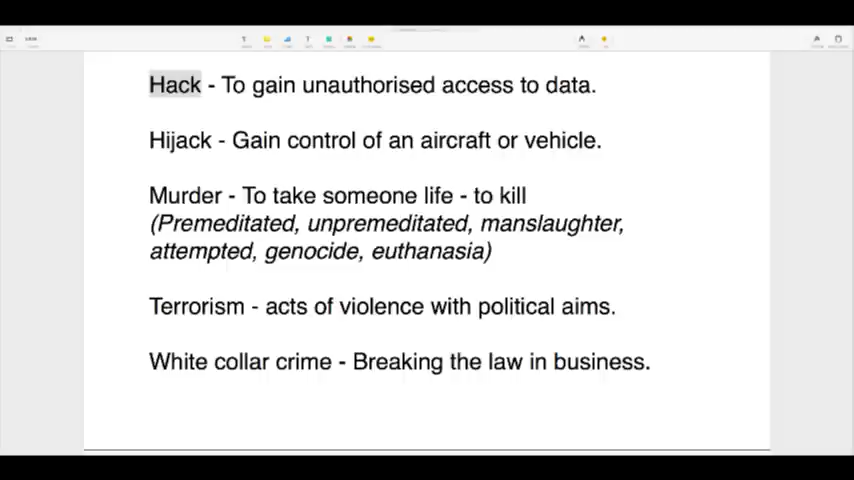 Hack - To gain unauthorised access to data.
Hijack - Gain control of an aircraft or vehicle.
Murder - To take someone life - to kill
(Premeditated, unpremeditated, manslaughter,
attempted, genocide, euthanasia)
Terrorism - acts of violence with political aims.
White collar crime - Breaking the law in business.